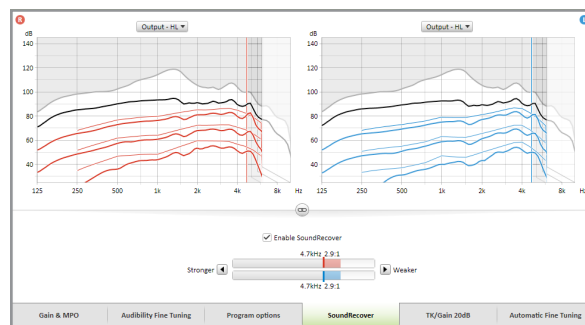 R
Output - HL
Output - HL
dB
dB
140
140
120
120
100
100
80
80
60
60
40
40
125 250 500 1k 2k 4k 8k Hz
125 250 500 1k 2k 4k 8k Hz
Enable SoundRecover
4.7kHz 2.9:1
Stronger
Weaker
4.7kHz 2.9:1
Gain & MPO
Audibility Fine Tuning
Program options
SoundRecover
TK/Gain 20dB
Automatic Fine Tuning